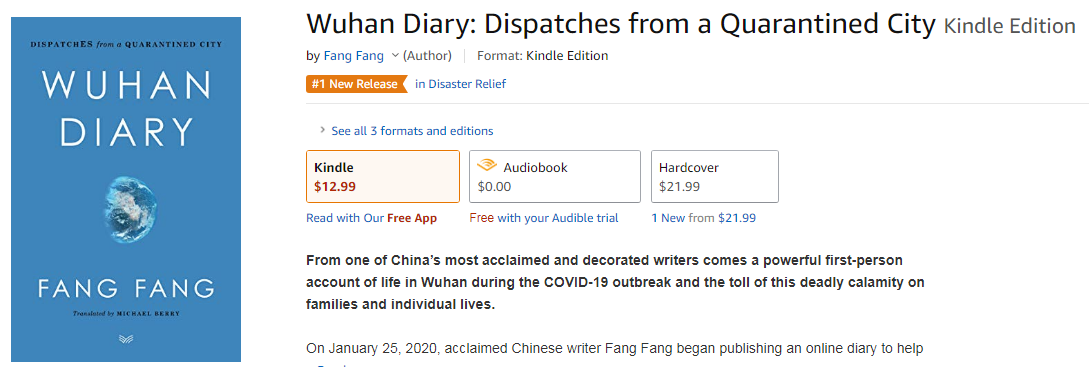 DISPATCHES from a QUARANTINED CITY
WUHAN
DIARY
FANG FANG
Translated by MICHAEL BERRY
Wuhan Diary: Dispatches from a Quarantined City Kindle Edition
by Fang Fang (Author) Format: Kindle Edition
#1 New Release in Disaster Relief
See all 3 formats and editions
Kindle
$12.99
Read with Our Free App
Audiobook
$0.00
Free with your Audible trial
Hardcover
$21.99
1 New from $21.99
From one of China’s most acclaimed and decorated writers comes a powerful first-person
account of life in Wuhan during the COVID-19 outbreak and the toll of this deadly calamity on
families and individual lives.
On January 25, 2020, acclaimed Chinese writer Fang Fang began publishing an online diary to help